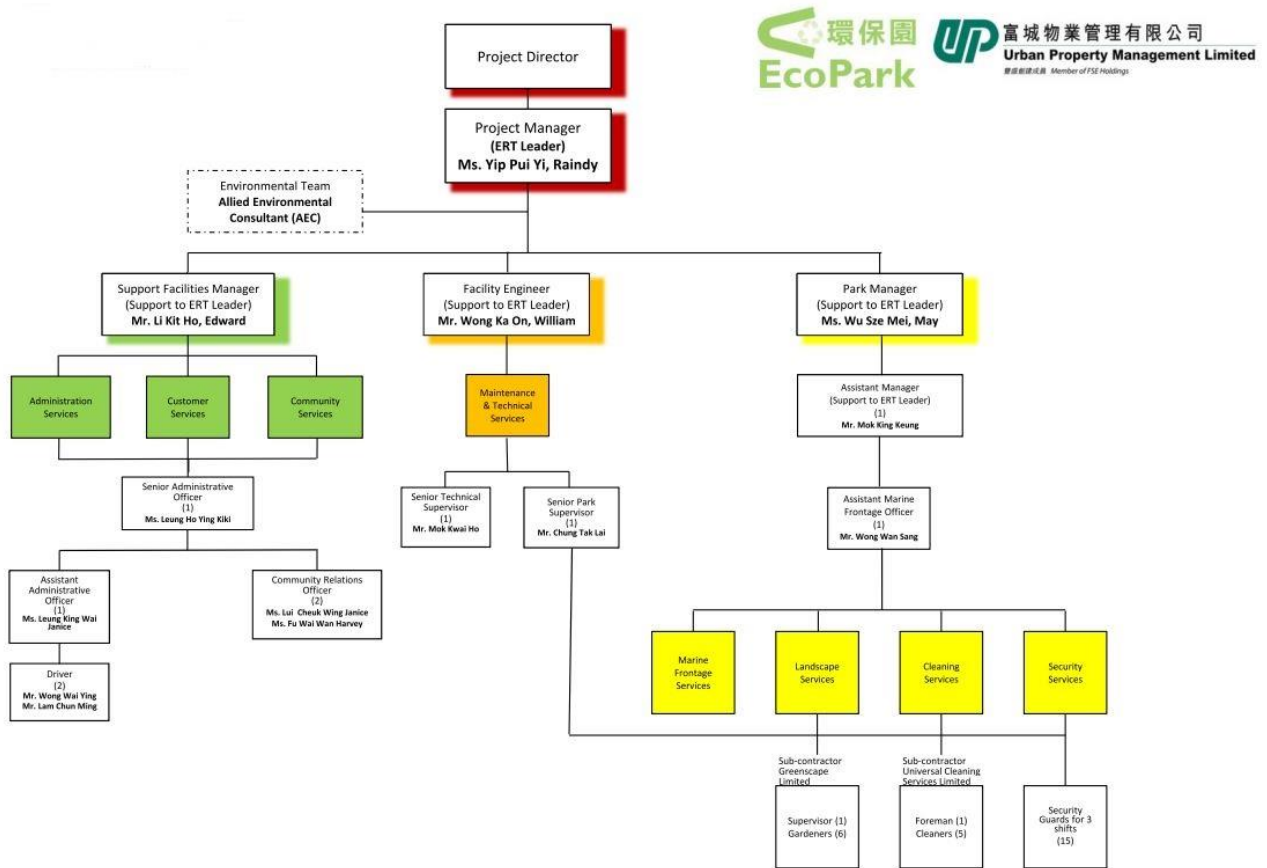 環保園
EcoPark
UP
富城物業管理有限公司
Urban Property Management Limited
豐盛創建成員 Member of FSE Holdings
Project Director
Project Manager
(ERT Leader)
Ms. Yip Pui Yi, Raindy
Environmental Team
Allied Environmental
Consultant (AEC)
Support Facilities Manager
(Support to ERT Leader)
Mr. Li Kit Ho, Edward
Facility Engineer
(Support to ERT Leader)
Mr. Wong Ka On, William
Park Manager
(Support to ERT Leader)
Ms. Wu Sze Mei, May
Administration
Services
Customer
Services
Community
Services
Maintenance
& Technical
Services
Assistant Manager
(Support to ERT Leader)
(1)
Mr. Mok King Keung
Senior Administrative
Officer
(1)
Ms. Leung Ho Ying Kiki
Senior Technical
Supervisor
(1)
Mr. Mok Kwai Ho
Senior Park
Supervisor
(1)
Mr. Chung Tak Lai
Assistant Marine
Frontage Officer
(1)
Mr. Wong Wan Sang
Assistant
Administrative
Officer
(1)
Ms. Leung King Wai
Janice
Community Relations
Officer
(2)
Ms. Lui Cheuk Wing Janice
Ms. Fu Wai Wan Harvey
Driver
(2)
Mr. Wong Wai Ying
Mr. Lam Chun Ming
Marine
Frontage
Services
Landscape
Services
Cleaning
Services
Security
Services
Sub-contractor
Greenscape
Limited
Sub-contractor
Universal Cleaning
Services Limited
Supervisor (1)
Gardeners (6)
Foreman (1)
Cleaners (5)
Security
Guards for 3
shifts
(15)